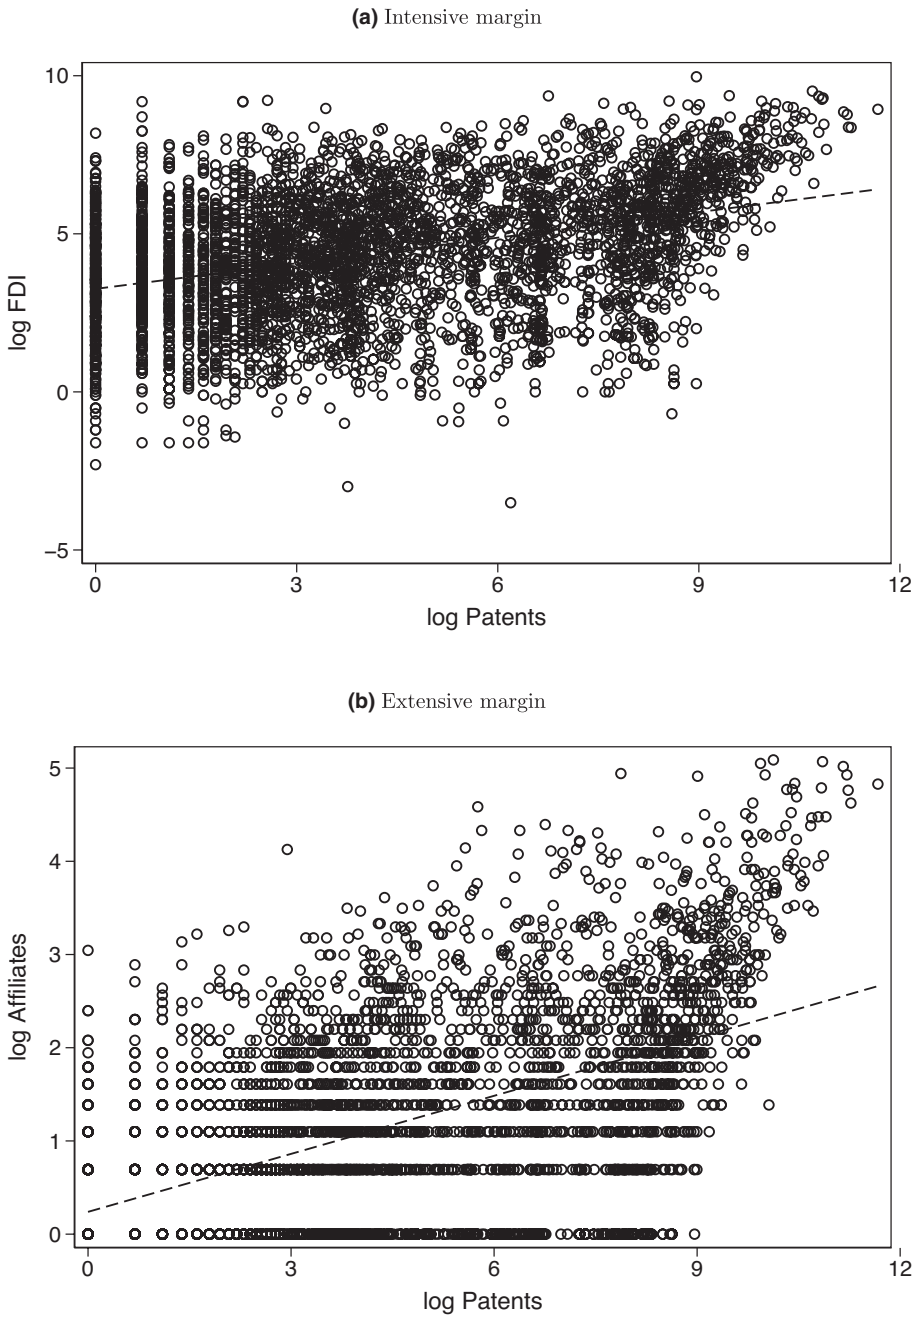 (a) Intensive margin
10
5
0
−5
log FDI
0 3 6 9 12
log Patents
(b) Extensive margin
5
4
3
2
1
0
log Affiliates
0 3 6 9 12
log Patents